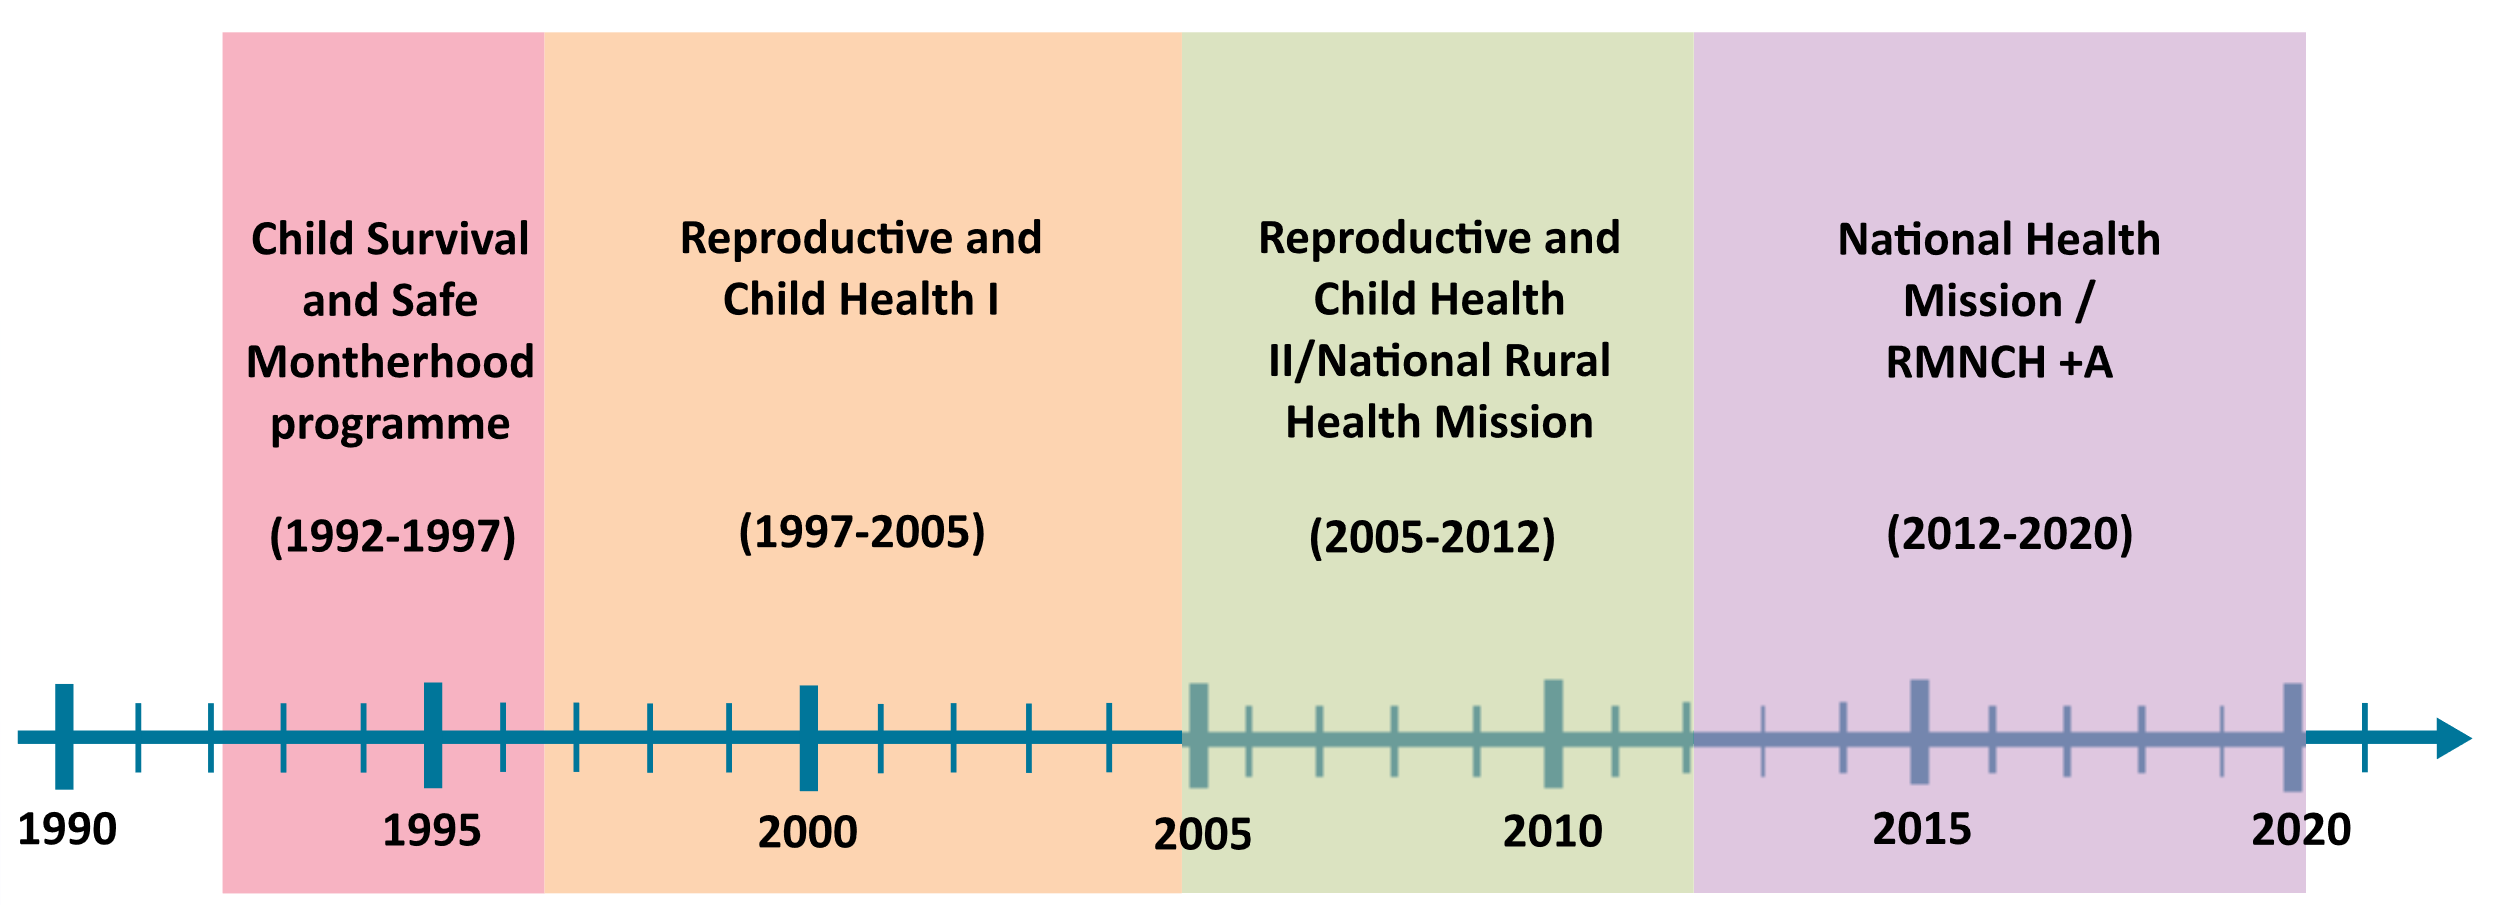 Child Survival
and Safe
Montherhood
programme
(1992-1997)
Reproductive and
Child Health I
(1997-2005)
Reproductive and
Child Health
II/National Rural
Health Mission
(2005-2012)
National Health
Mission /
RMNCH +A
(2012-2020)
1990
1995
2000
2005
2010
2015
2020